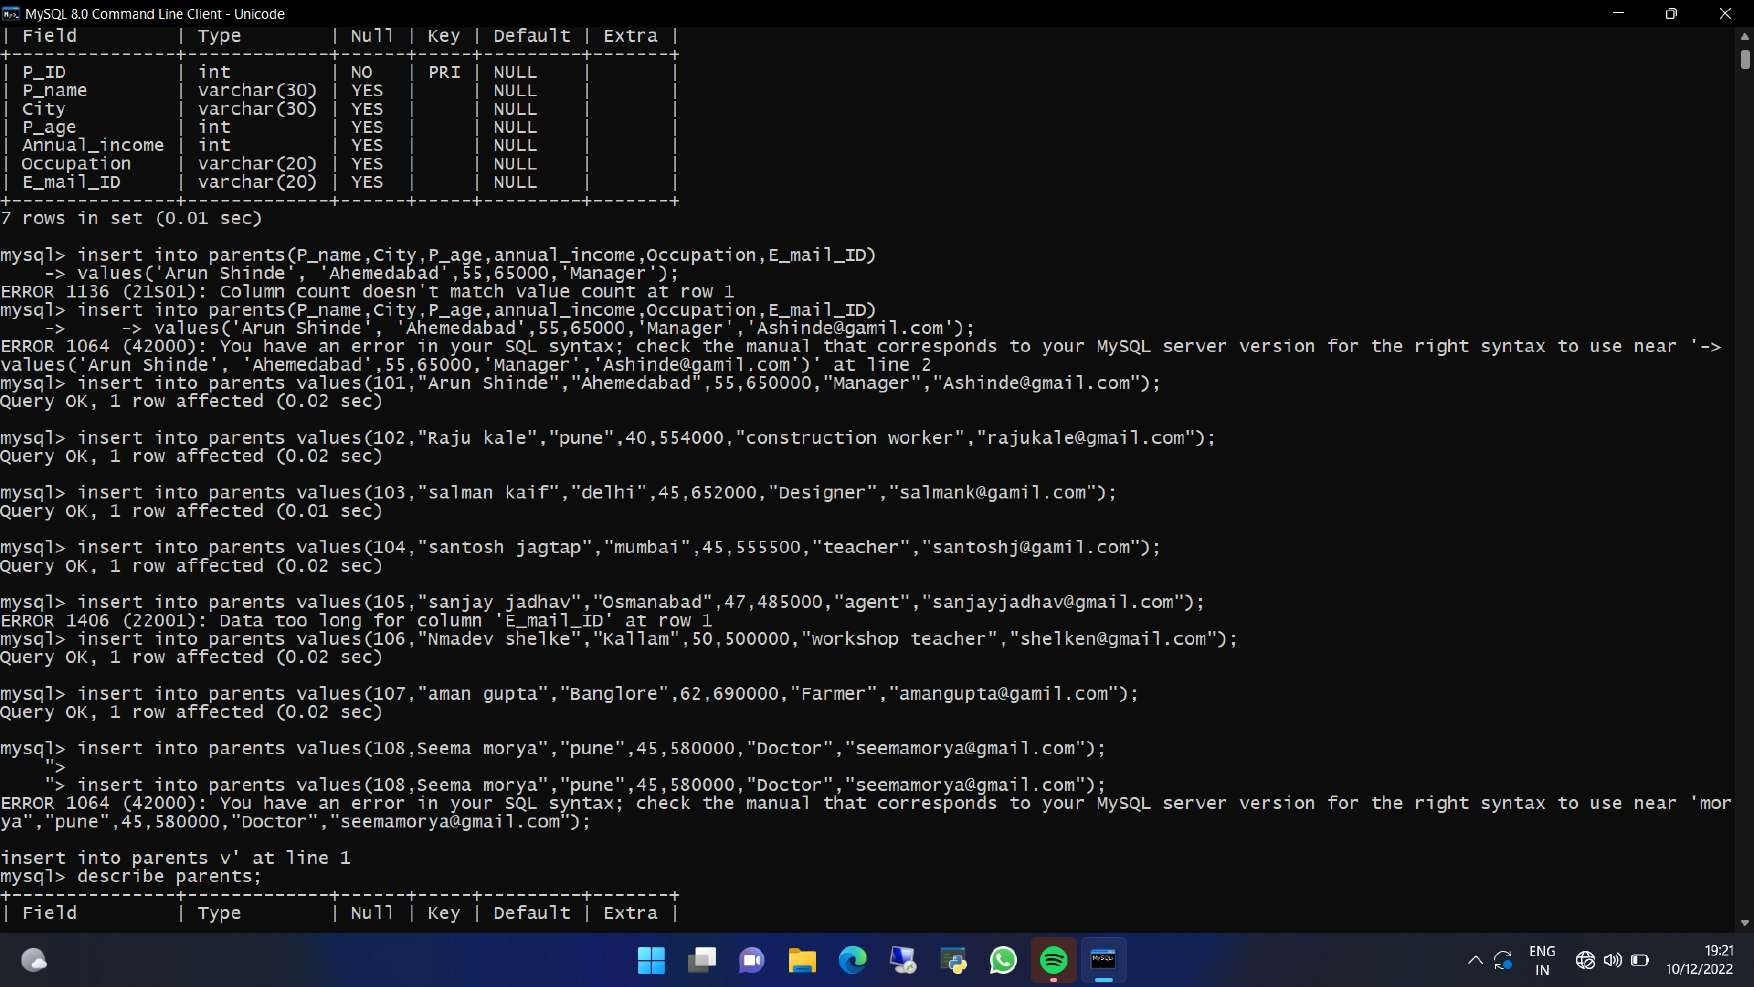 MySQL 8.0 Command Line Client - Unicode
| Field | Type | Null | Key | Default | Extra |
+---------------+-------------+------+-----+---------+-------+
| P_ID | int | NO | PRI | NULL | |
| P_name | varchar(30) | YES | | NULL | |
| City | varchar(30) | YES | | NULL | |
| P_age | int | YES | | NULL | |
| Annual_income | int | YES | | NULL | |
| Occupation | varchar(20) | YES | | NULL | |
| E_mail_ID | varchar(20) | YES | | NULL | |
+---------------+-------------+------+-----+---------+-------+
7 rows in set (0.01 sec)
mysql> insert into parents(P_name,City,P_age,annual_income,Occupation,E_mail_ID)
-> values('Arun Shinde', 'Ahemedabad',55,65000,'Manager');
ERROR 1136 (21S01): Column count doesn't match value count at row 1
mysql> insert into parents(P_name,City,P_age,annual_income,Occupation,E_mail_ID)
-> -> values('Arun Shinde', 'Ahemedabad',55,65000,'Manager','Ashinde@gamil.com');
ERROR 1064 (42000): You have an error in your SQL syntax; check the manual that corresponds to your MySQL server version for the right syntax to use near '->
values('Arun Shinde', 'Ahemedabad',55,65000,'Manager','Ashinde@gamil.com')' at line 2
mysql> insert into parents values(101,"Arun Shinde","Ahemedabad",55,650000,"Manager","Ashinde@gmail.com");
Query OK, 1 row affected (0.02 sec)
mysql> insert into parents values(102,"Raju kale","pune",40,554000,"construction worker","rajukale@gmail.com");
Query OK, 1 row affected (0.02 sec)
mysql> insert into parents values(103,"salman kaif","delhi",45,652000,"Designer","salmank@gamil.com");
Query OK, 1 row affected (0.01 sec)
mysql> insert into parents values(104,"santosh jagtap","mumbai",45,555500,"teacher","santoshj@gamil.com");
Query OK, 1 row affected (0.02 sec)
mysql> insert into parents values(105,"sanjay jadhav","Osmanabad",47,485000,"agent","sanjayjadhav@gmail.com");
ERROR 1406 (22001): Data too long for column 'E_mail_ID' at row 1
mysql> insert into parents values(106,"Nmadev shelke","Kallam",50,500000,"workshop teacher","shelken@gmail.com");
Query OK, 1 row affected (0.02 sec)
mysql> insert into parents values(107,"aman gupta","Banglore",62,690000,"Farmer","amangupta@gamil.com");
Query OK, 1 row affected (0.02 sec)
mysql> insert into parents values(108,Seema morya","pune",45,580000,"Doctor","seemamorya@gmail.com");
">
"> insert into parents values(108,Seema morya","pune",45,580000,"Doctor","seemamorya@gmail.com");
ERROR 1064 (42000): You have an error in your SQL syntax; check the manual that corresponds to your MySQL server version for the right syntax to use near 'mor
ya","pune",45,580000,"Doctor","seemamorya@gmail.com");
insert into parents v' at line 1
mysql> describe parents;
+---------------+-------------+------+-----+---------+-------+
| Field | Type | Null | Key | Default | Extra |
ENG
IN
19:21
10/12/2022